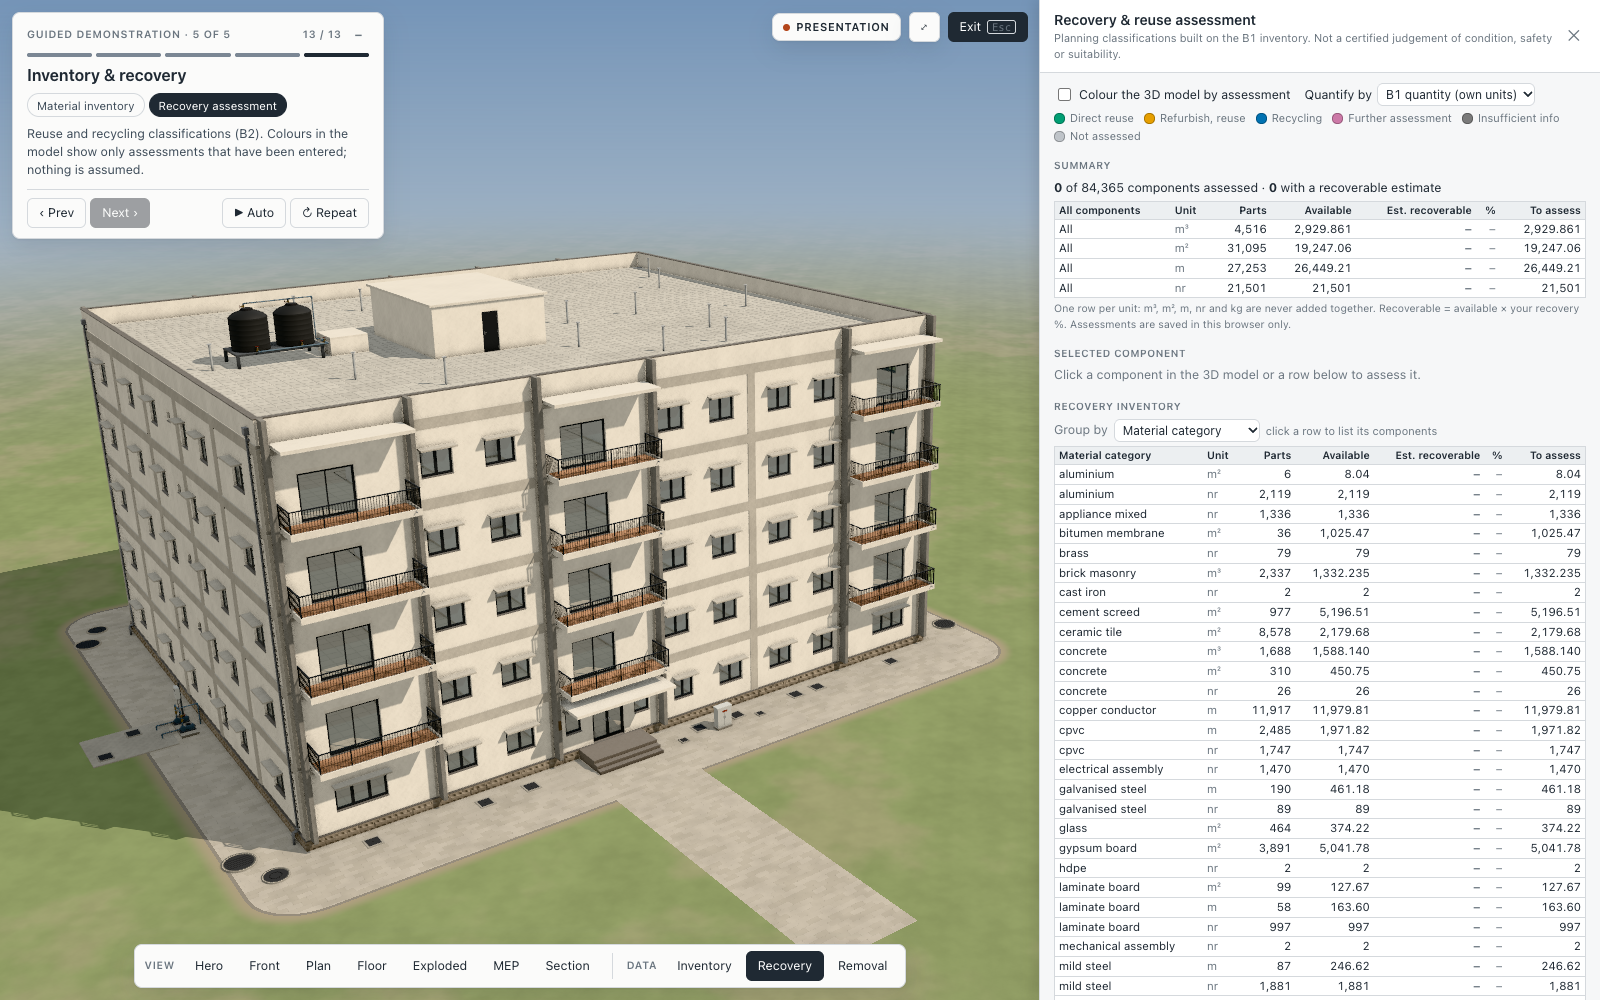 GUIDED DEMONSTRATION · 5 OF 5 13 / 13 –
Inventory & recovery
Material inventory Recovery assessment
Reuse and recycling classifications (B2). Colours in the
model show only assessments that have been entered;
nothing is assumed.
‹ Prev Next › ▶ Auto ↻ Repeat
PRESENTATION
Exit Esc
Recovery & reuse assessment
Planning classifications built on the B1 inventory. Not a certified judgement of condition, safety
or suitability.
Colour the 3D model by assessment Quantify by B1 quantity (own units)
Direct reuse Refurbish, reuse Recycling Further assessment Insufficient info
Not assessed
SUMMARY
0 of 84,365 components assessed · 0 with a recoverable estimate
All components Unit Parts Available Est. recoverable % To assess
All m³ 4,516 2,929.861 – – 2,929.861
All m² 31,095 19,247.06 – – 19,247.06
All m 27,253 26,449.21 – – 26,449.21
All nr 21,501 21,501 – – 21,501
One row per unit: m³, m², m, nr and kg are never added together. Recoverable = available × your recovery
%. Assessments are saved in this browser only.
SELECTED COMPONENT
Click a component in the 3D model or a row below to assess it.
RECOVERY INVENTORY
Group by Material category click a row to list its components
Material category Unit Parts Available Est. recoverable % To assess
aluminium m² 6 8.04 – – 8.04
aluminium nr 2,119 2,119 – – 2,119
appliance mixed nr 1,336 1,336 – – 1,336
bitumen membrane m² 36 1,025.47 – – 1,025.47
brass nr 79 79 – – 79
brick masonry m³ 2,337 1,332.235 – – 1,332.235
cast iron nr 2 2 – – 2
cement screed m² 977 5,196.51 – – 5,196.51
ceramic tile m² 8,578 2,179.68 – – 2,179.68
concrete m³ 1,688 1,588.140 – – 1,588.140
concrete m² 310 450.75 – – 450.75
concrete nr 26 26 – – 26
copper conductor m 11,917 11,979.81 – – 11,979.81
cpvc m 2,485 1,971.82 – – 1,971.82
cpvc nr 1,747 1,747 – – 1,747
electrical assembly nr 1,470 1,470 – – 1,470
galvanised steel m 190 461.18 – – 461.18
galvanised steel nr 89 89 – – 89
glass m² 464 374.22 – – 374.22
gypsum board m² 3,891 5,041.78 – – 5,041.78
hdpe nr 2 2 – – 2
laminate board m² 99 127.67 – – 127.67
laminate board m 58 163.60 – – 163.60
laminate board nr 997 997 – – 997
mechanical assembly nr 2 2 – – 2
mild steel m 87 246.62 – – 246.62
mild steel nr 1,881 1,881 – – 1,881
VIEW Hero Front Plan Floor Exploded MEP Section DATA Inventory Recovery Removal